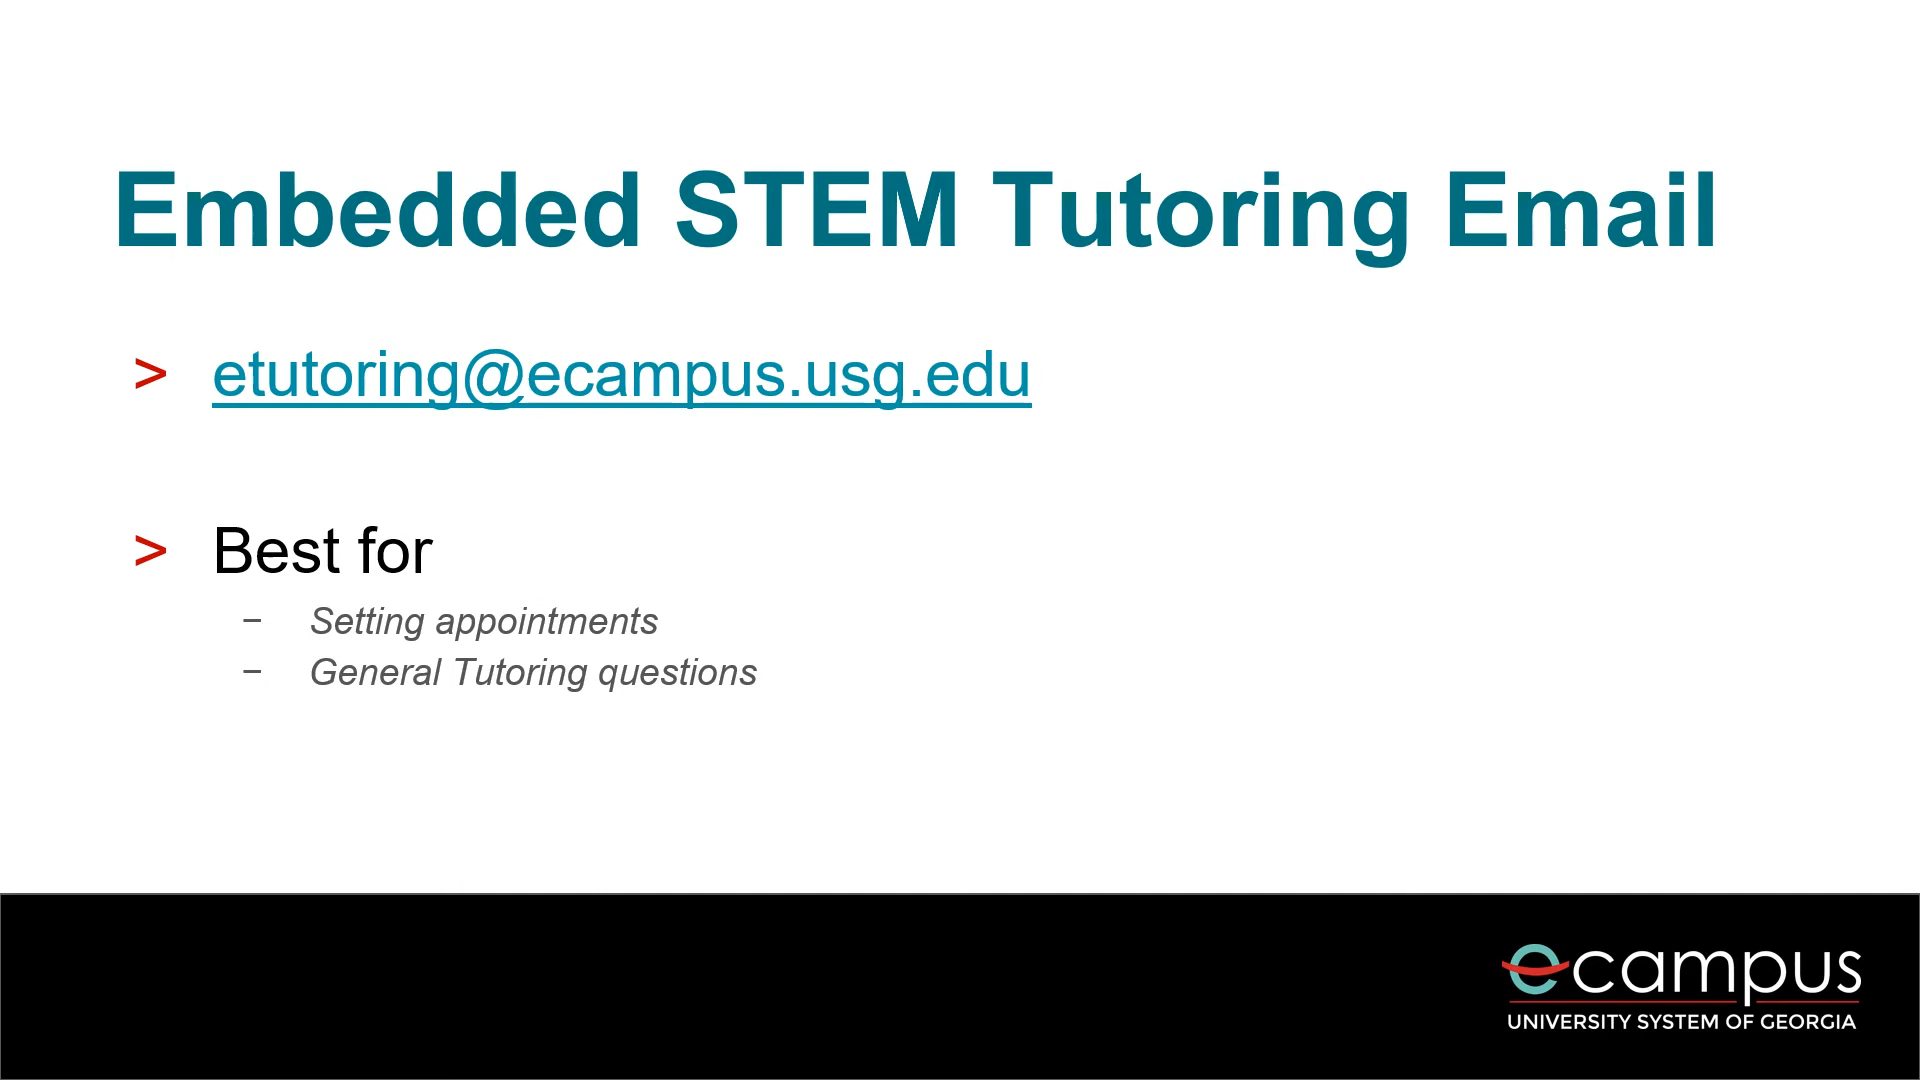 Embedded STEM Tutoring Email
> etutoring@ecampus.usg.edu
> Best for
− Setting appointments
− General Tutoring questions
ecampus
UNIVERSITY SYSTEM OF GEORGIA